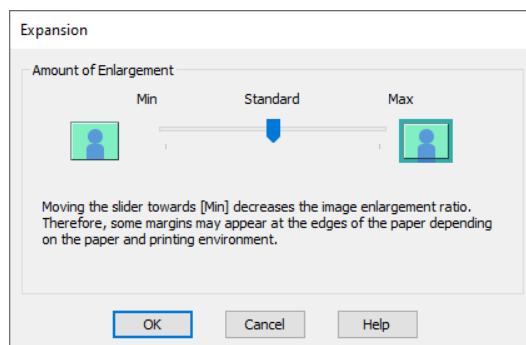 Expansion
Amount of Enlargement
Min Standard Max
Moving the slider towards [Min] decreases the image enlargement ratio.
Therefore, some margins may appear at the edges of the paper depending
on the paper and printing environment.
OK Cancel Help